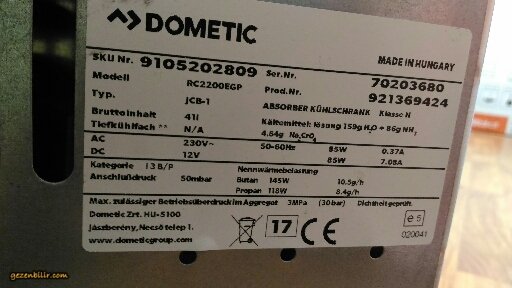 DOMETIC
MADE IN HUNGARY
SKU Nr. 9105202809 Ser.Nr. 70203680
Modell RC2200EGP Prod.Nr. 921369424
Typ. JCB-1 ABSORBER KÜHLSCHRANK Klasse N
Bruttoinhalt 41l Kältemittel: lösung 159g H₂O + 86g NH₃
Tiefkühlfach ** N/A 4.64g Na₂CrO₄
AC 230V~ 50-60Hz 85W 0.37A
DC 12V 85W 7.08A
Kategorie I 3 B/P Nennwärmebelastung
Anschlußdruck 50mbar Butan 145W 10.5g/h
Propan 118W 8.4g/h
Max. zulässiger Betriebsüberdruck im Aggregat 3MPa (30bar) Dichtheit geprüft.
Dometic Zrt. HU-5100
Jászberény, Necső telep 1.
www.dometicgroup.com
17 CE
e 5
020041
gezenbilir.com